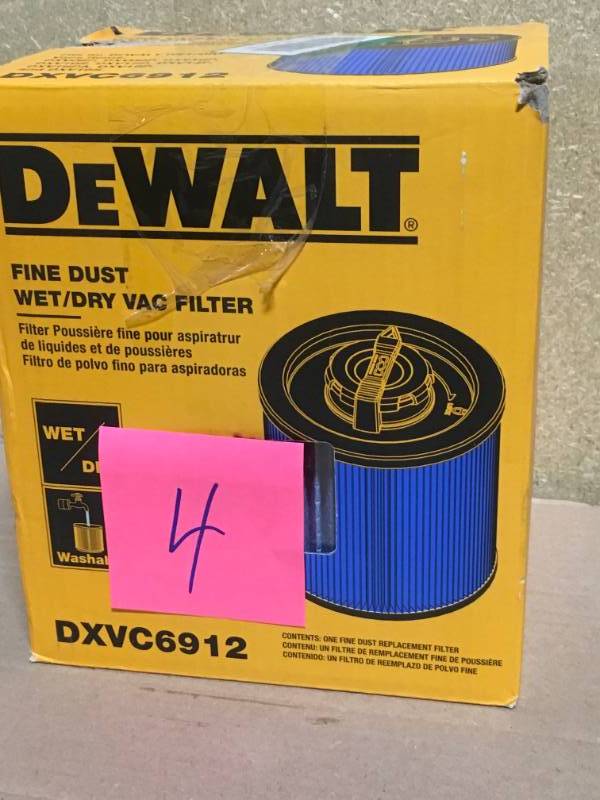 DXVC6912
DEWALT®
FINE DUST
WET/DRY VAC FILTER
Filter Poussière fine pour aspiratrur
de liquides et de poussières
Filtro de polvo fino para aspiradoras
WET
4
DXVC6912
CONTENTS: ONE FINE DUST REPLACEMENT FILTER
CONTENU: UN FILTRE DE REMPLACEMENT FINE DE POUSSIÈRE
CONTENIDO: UN FILTRO DE REEMPLAZO DE POLVO FINE